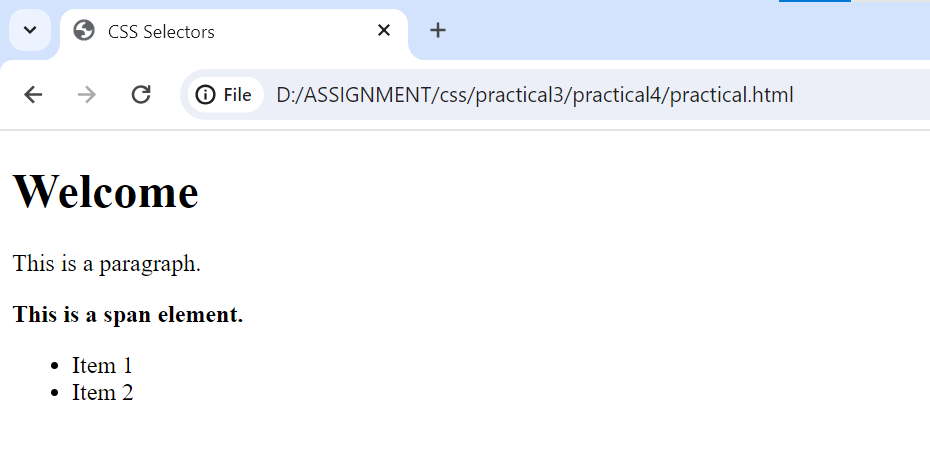 CSS Selectors
File D:/ASSIGNMENT/css/practical3/practical4/practical.html
Welcome
This is a paragraph.
This is a span element.
Item 1
Item 2